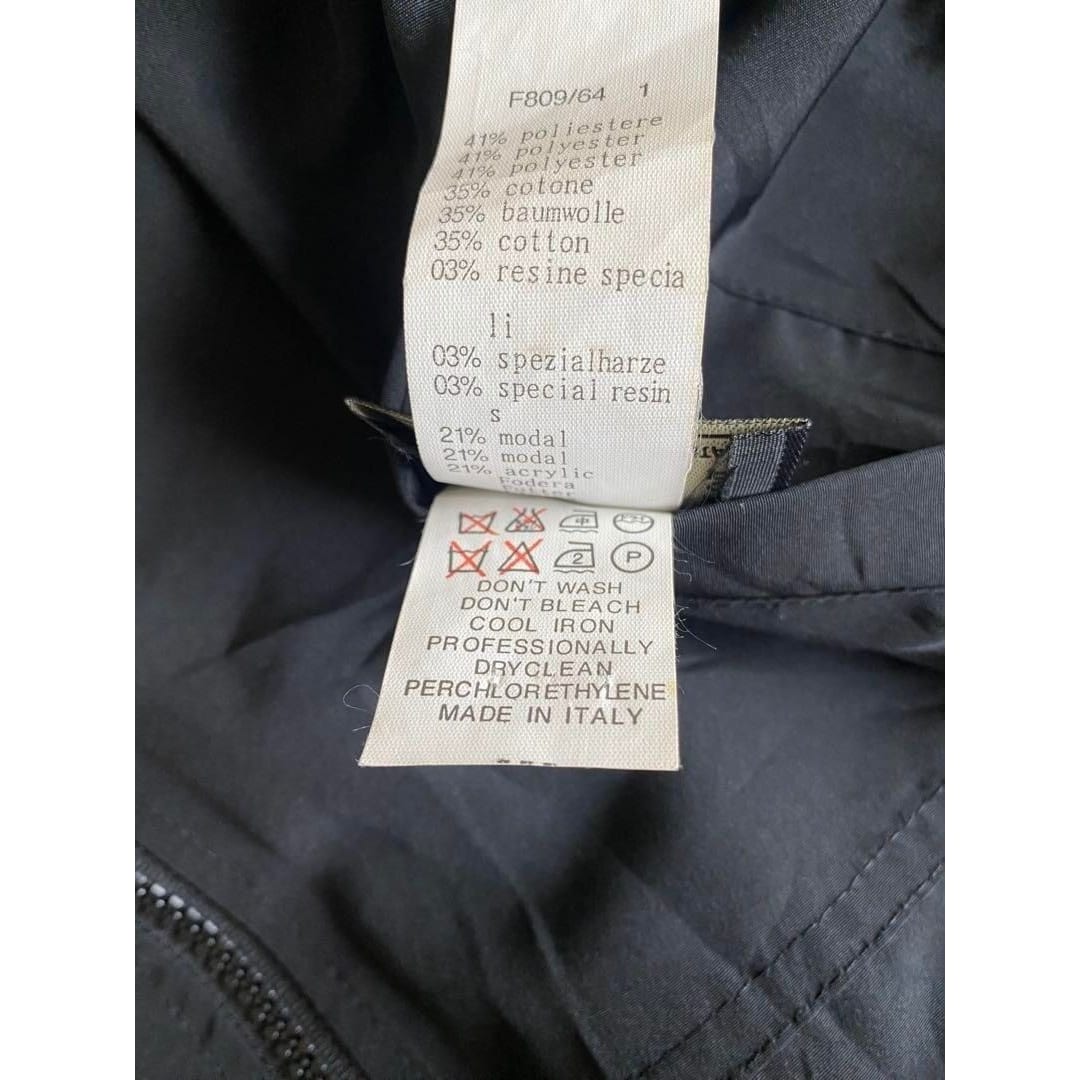 F809/64 1
41% poliestere
41% polyester
41% polyester
35% cotone
35% baumwolle
35% cotton
03% resine specia
li
03% spezialharze
03% special resin
s
21% modal
21% modal
21% acrylic
Fodera
Futter
2 P
DON'T WASH
DON'T BLEACH
COOL IRON
PROFESSIONALLY
DRYCLEAN
PERCHLORETHYLENE
MADE IN ITALY